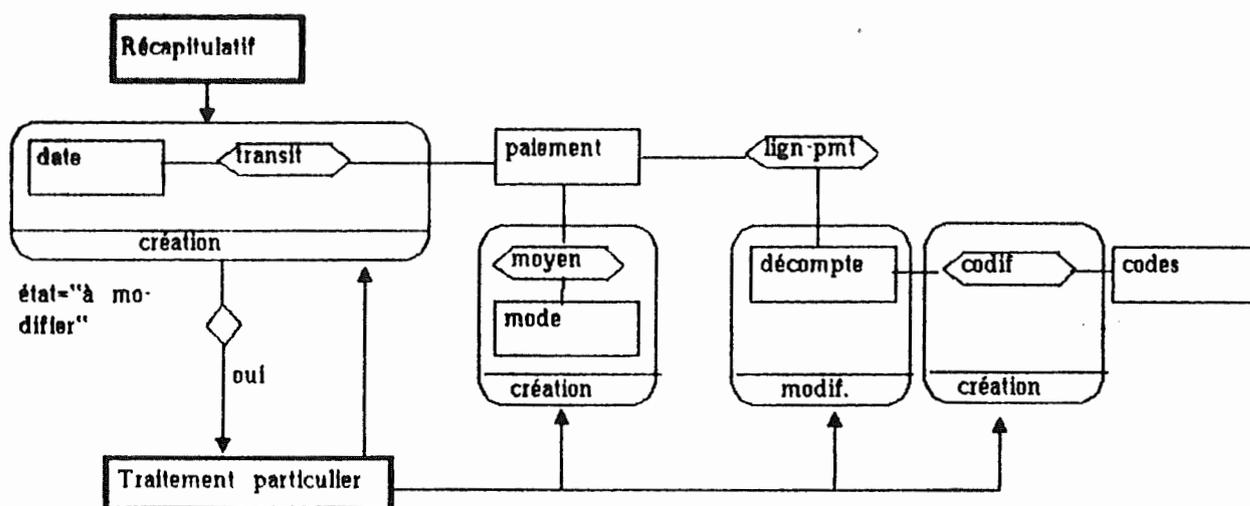 Récapitulatif
date
transit
paiement
lign-pmt
création
moyen
décompte
codif
codes
état="à mo-
difier"
mode
oui
création
modif.
création
Traitement particulier